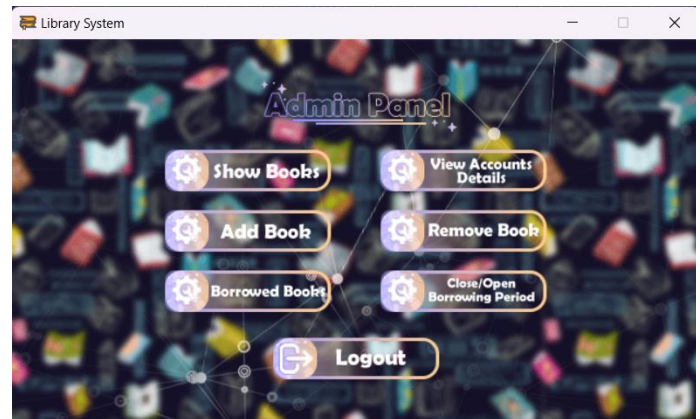 Library System
Admin Panel
Show Books
View Accounts
Details
Add Book
Remove Book
Borrowed Books
Close/Open
Borrowing Period
Logout